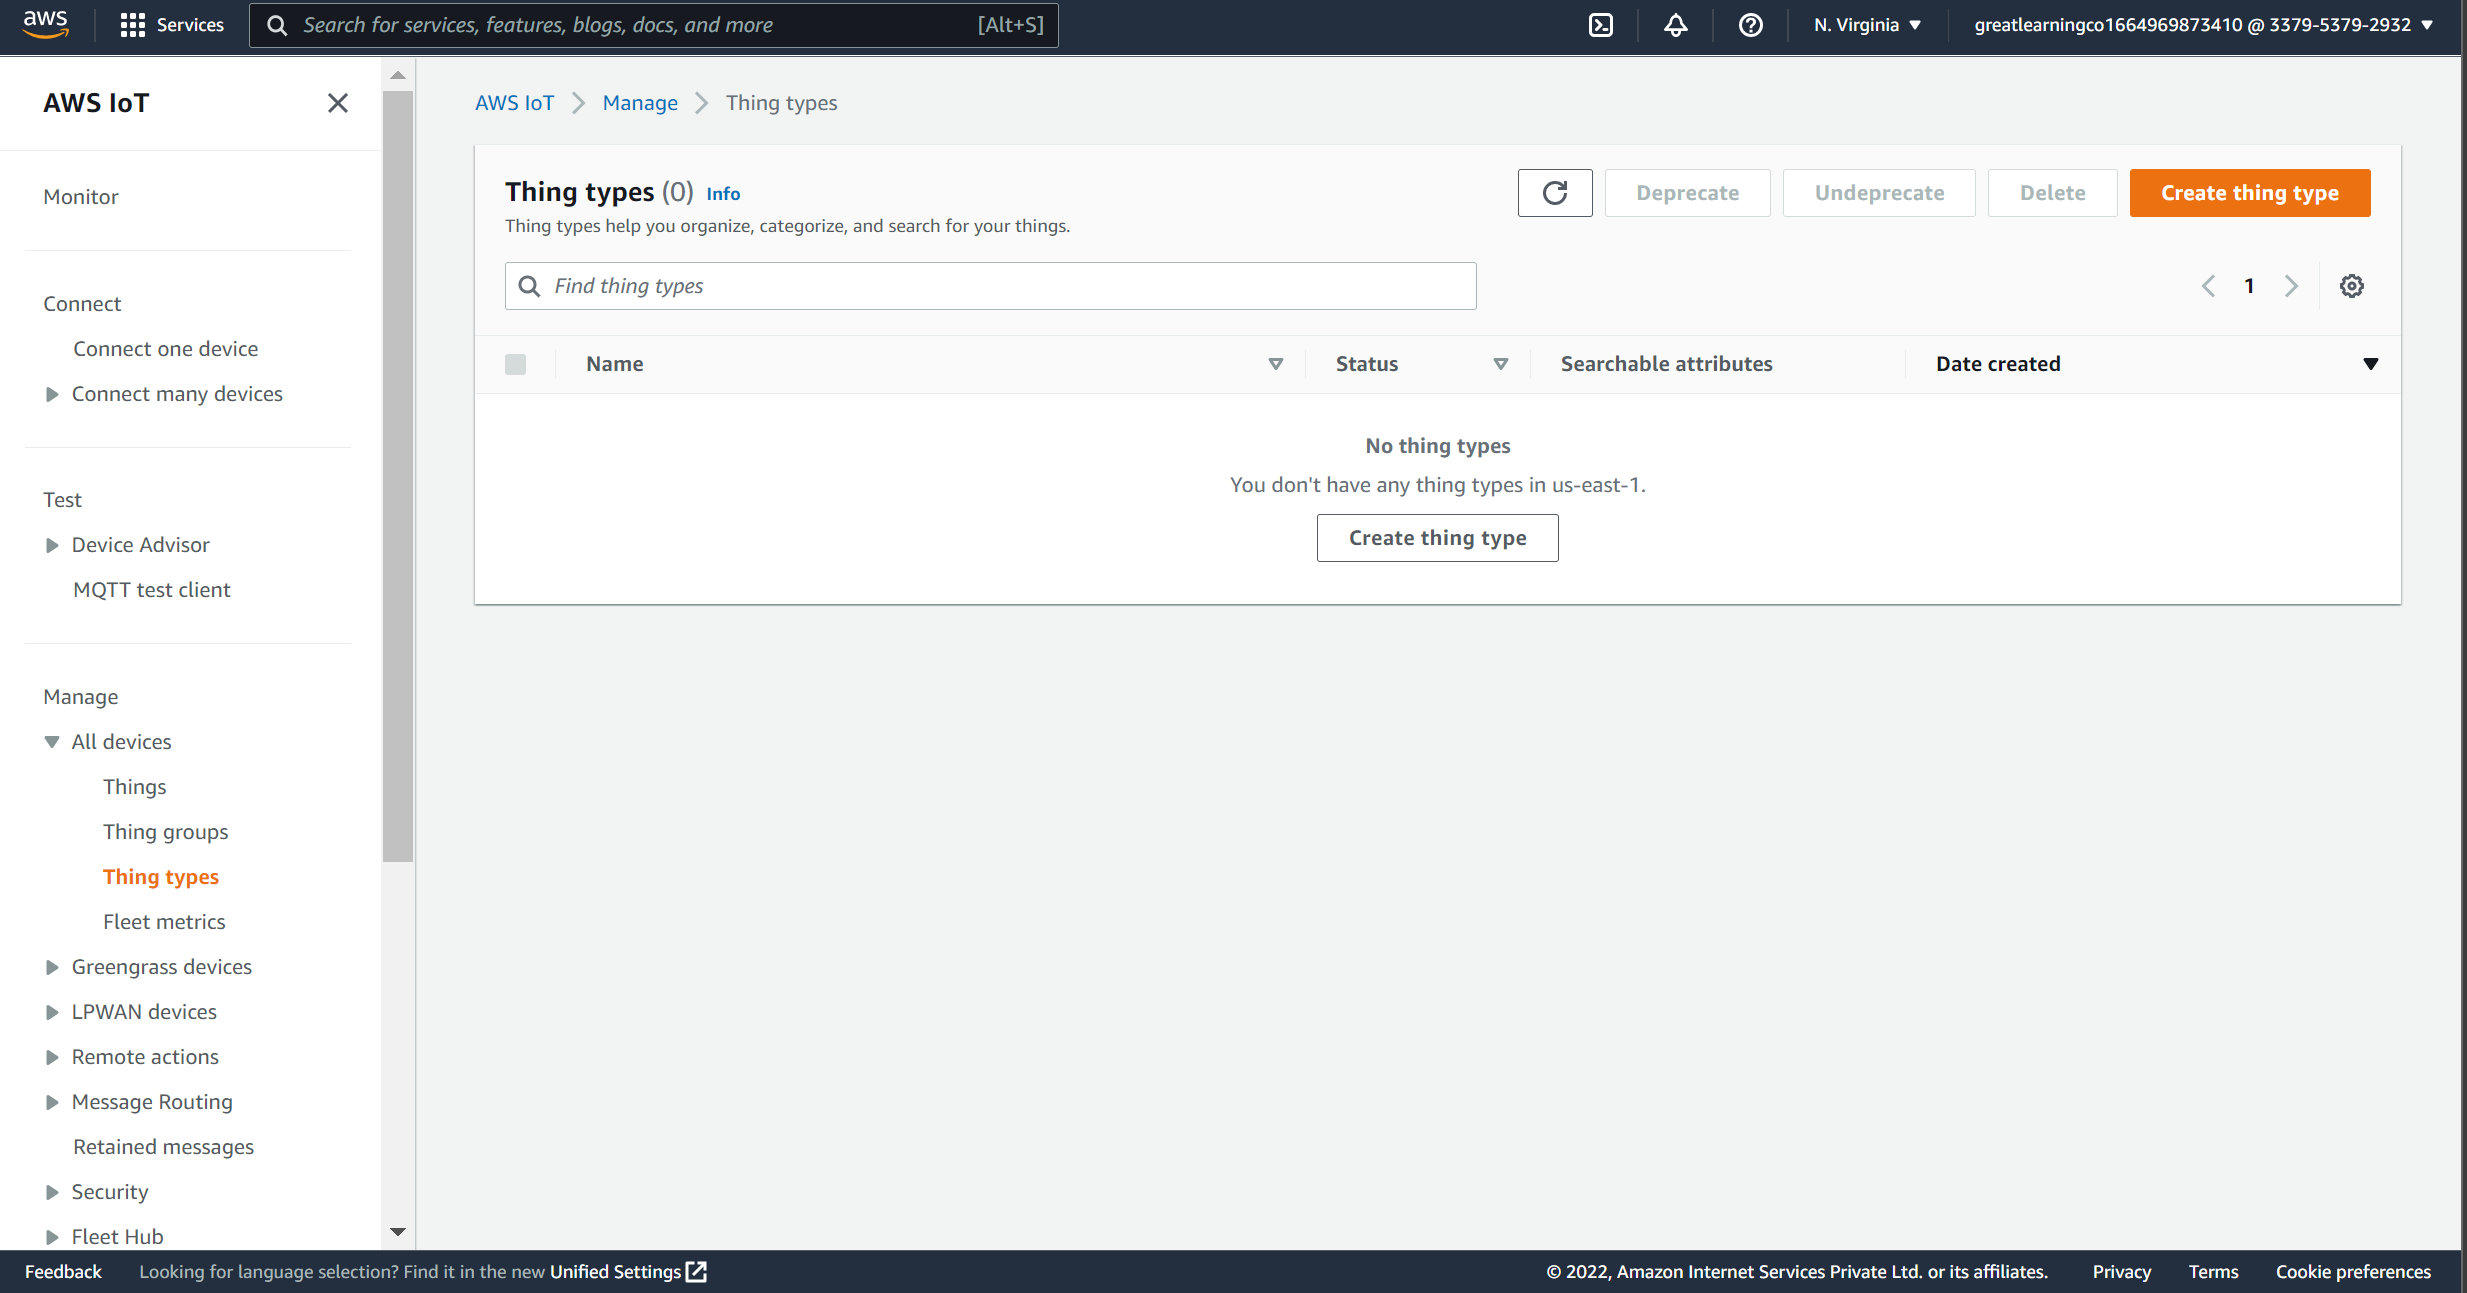 aws
Services
Search for services, features, blogs, docs, and more [Alt+S]
N. Virginia
greatlearningco1664969873410 @ 3379-5379-2932
AWS IoT
Monitor
Connect
Connect one device
Connect many devices
Test
Device Advisor
MQTT test client
Manage
All devices
Things
Thing groups
Thing types
Fleet metrics
Greengrass devices
LPWAN devices
Remote actions
Message Routing
Retained messages
Security
Fleet Hub
AWS IoT Manage Thing types
Thing types (0) Info
Thing types help you organize, categorize, and search for your things.
Deprecate Undeprecate Delete Create thing type
Find thing types
1
Name Status Searchable attributes Date created
No thing types
You don't have any thing types in us-east-1.
Create thing type
Feedback Looking for language selection? Find it in the new Unified Settings
© 2022, Amazon Internet Services Private Ltd. or its affiliates. Privacy Terms Cookie preferences